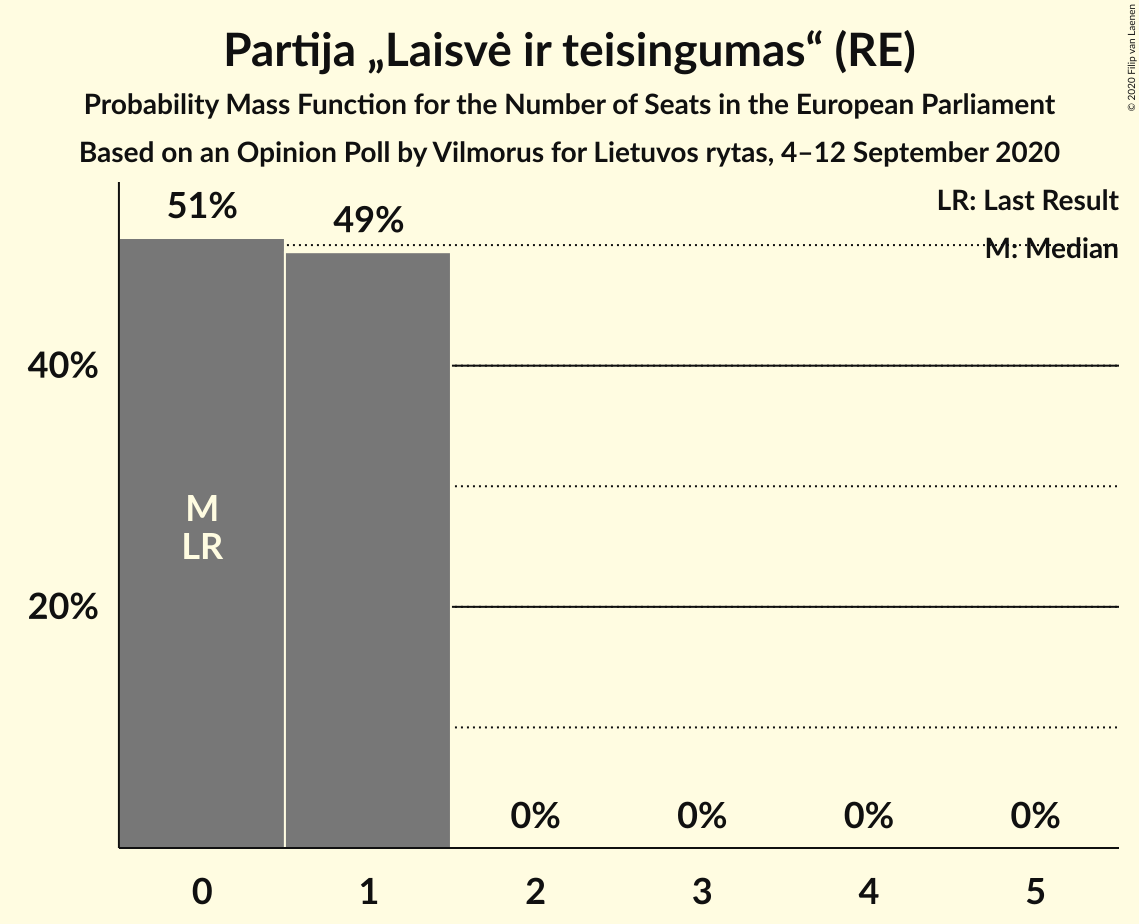 Partija „Laisvė ir teisingumas“ (RE)
Probability Mass Function for the Number of Seats in the European Parliament
Based on an Opinion Poll by Vilmorus for Lietuvos rytas, 4–12 September 2020
© 2020 Filip van Laenen
LR: Last Result
M: Median
51%
49%
40%
20%
M
LR
0%
0%
0%
0%
0
1
2
3
4
5